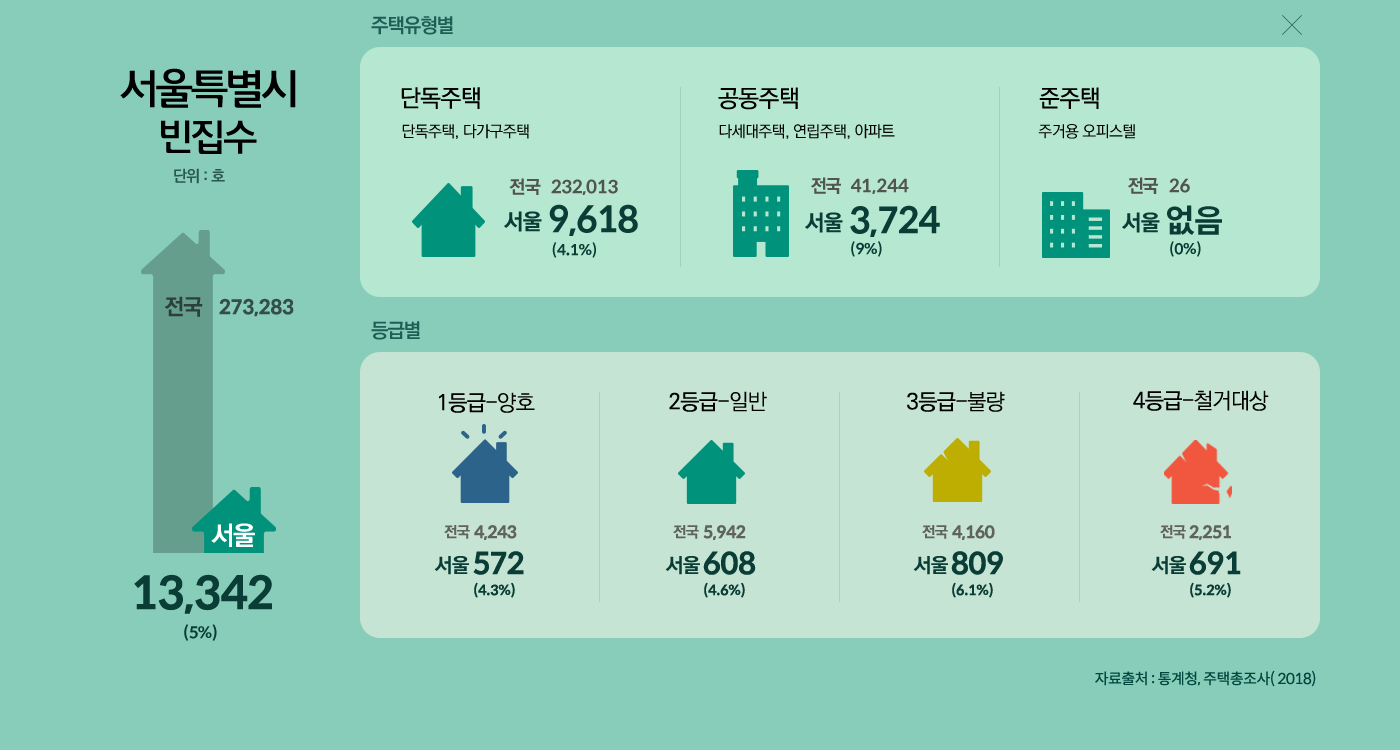 서울특별시
빈집수
단위 : 호
전국 273,283
서울
13,342
(5%)
주택유형별
단독주택
단독주택, 다가구주택
전국 232,013
서울 9,618
(4.1%)
공동주택
다세대주택, 연립주택, 아파트
전국 41,244
서울 3,724
(9%)
준주택
주거용 오피스텔
전국 26
서울 없음
(0%)
등급별
1등급-양호
전국 4,243
서울 572
(4.3%)
2등급-일반
전국 5,942
서울 608
(4.6%)
3등급-불량
전국 4,160
서울 809
(6.1%)
4등급-철거대상
전국 2,251
서울 691
(5.2%)
자료출처 : 통계청, 주택총조사( 2018)